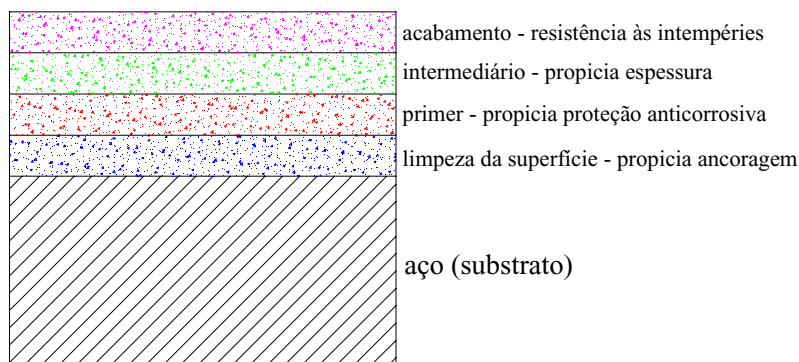 acabamento - resistência às intempéries
intermediário - propicia espessura
primer - propicia proteção anticorrosiva
limpeza da superfície - propicia ancoragem
aço (substrato)